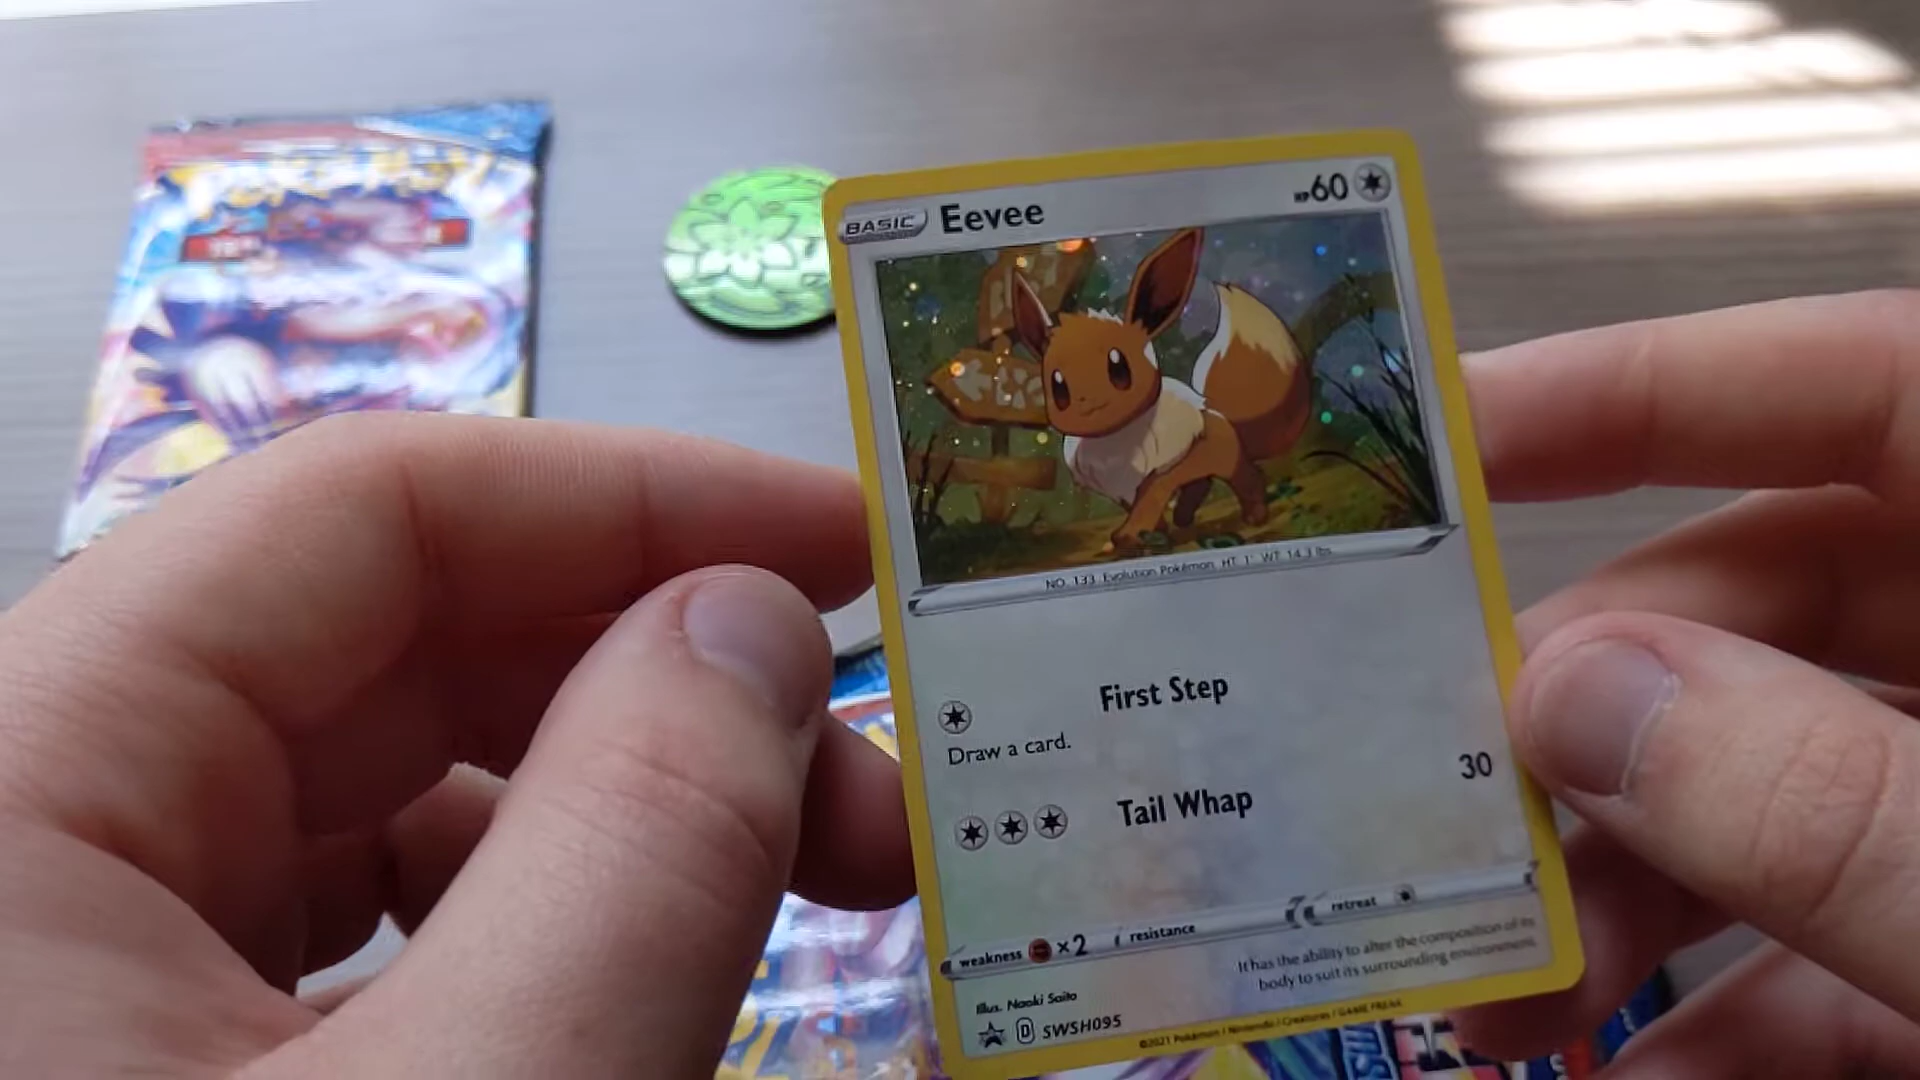 POKÉMON
BASIC Eevee HP60
NO. 133 Evolution Pokémon HT 1' WT 14.3 lbs
First Step
Draw a card.
Tail Whap 30
weakness ×2 resistance retreat
It has the ability to alter the composition of its
body to suit its surrounding environment.
Illus. Naoki Saito
D SWSH095
©2021 Pokémon / Nintendo / Creatures / GAME FREAK